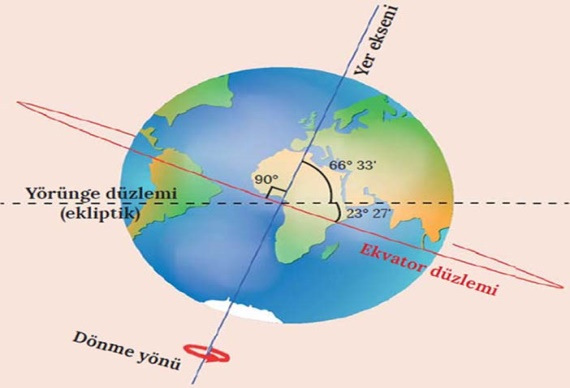 Yer ekseni
66° 33'
90°
Yörünge düzlemi
(ekliptik)
23° 27'
Ekvator düzlemi
Dönme yönü